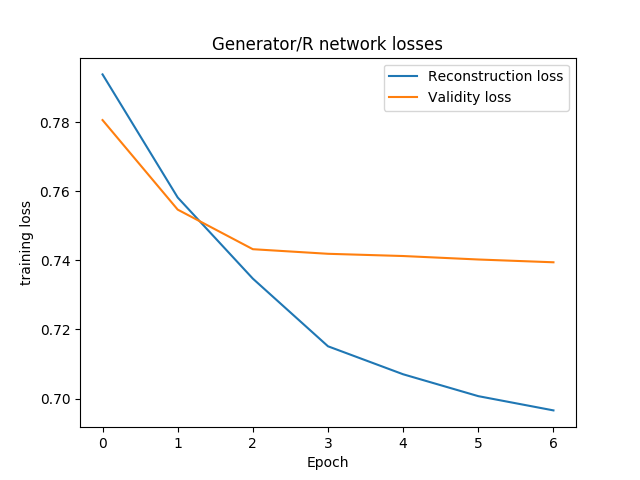 Generator/R network losses
Reconstruction loss
Validity loss
training loss
0.78
0.76
0.74
0.72
0.70
0 1 2 3 4 5 6
Epoch